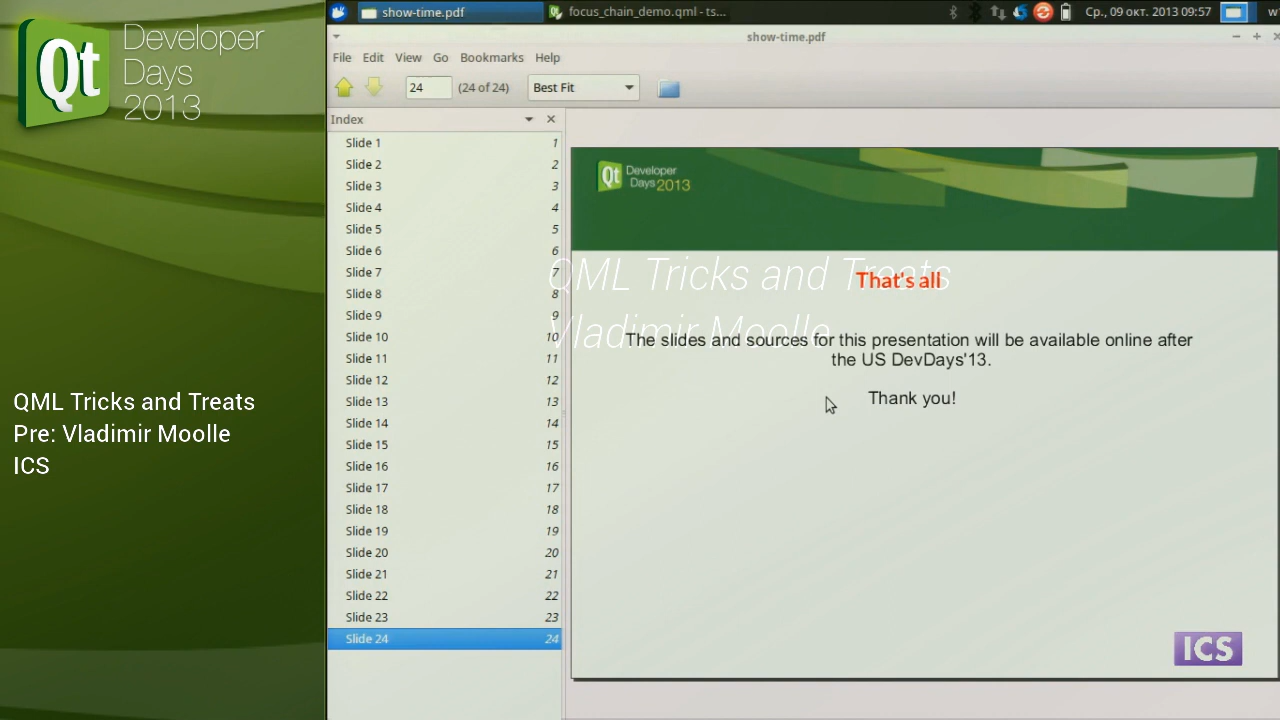 Qt
Developer
Days
2013
QML Tricks and Treats
Pre: Vladimir Moolle
ICS
show-time.pdf
focus_chain_demo.qml - ts...
Ср., 09 окт. 2013 09:57
show-time.pdf
File Edit View Go Bookmarks Help
24 (24 of 24) Best Fit
Index
Slide 1 1
Slide 2 2
Slide 3 3
Slide 4 4
Slide 5 5
Slide 6 6
Slide 7 7
Slide 8 8
Slide 9 9
Slide 10 10
Slide 11 11
Slide 12 12
Slide 13 13
Slide 14 14
Slide 15 15
Slide 16 16
Slide 17 17
Slide 18 18
Slide 19 19
Slide 20 20
Slide 21 21
Slide 22 22
Slide 23 23
Slide 24 24
Qt Developer
Days 2013
QML Tricks and Treats
Vladimir Moolle
That's all
The slides and sources for this presentation will be available online after
the US DevDays'13.
Thank you!
ICS